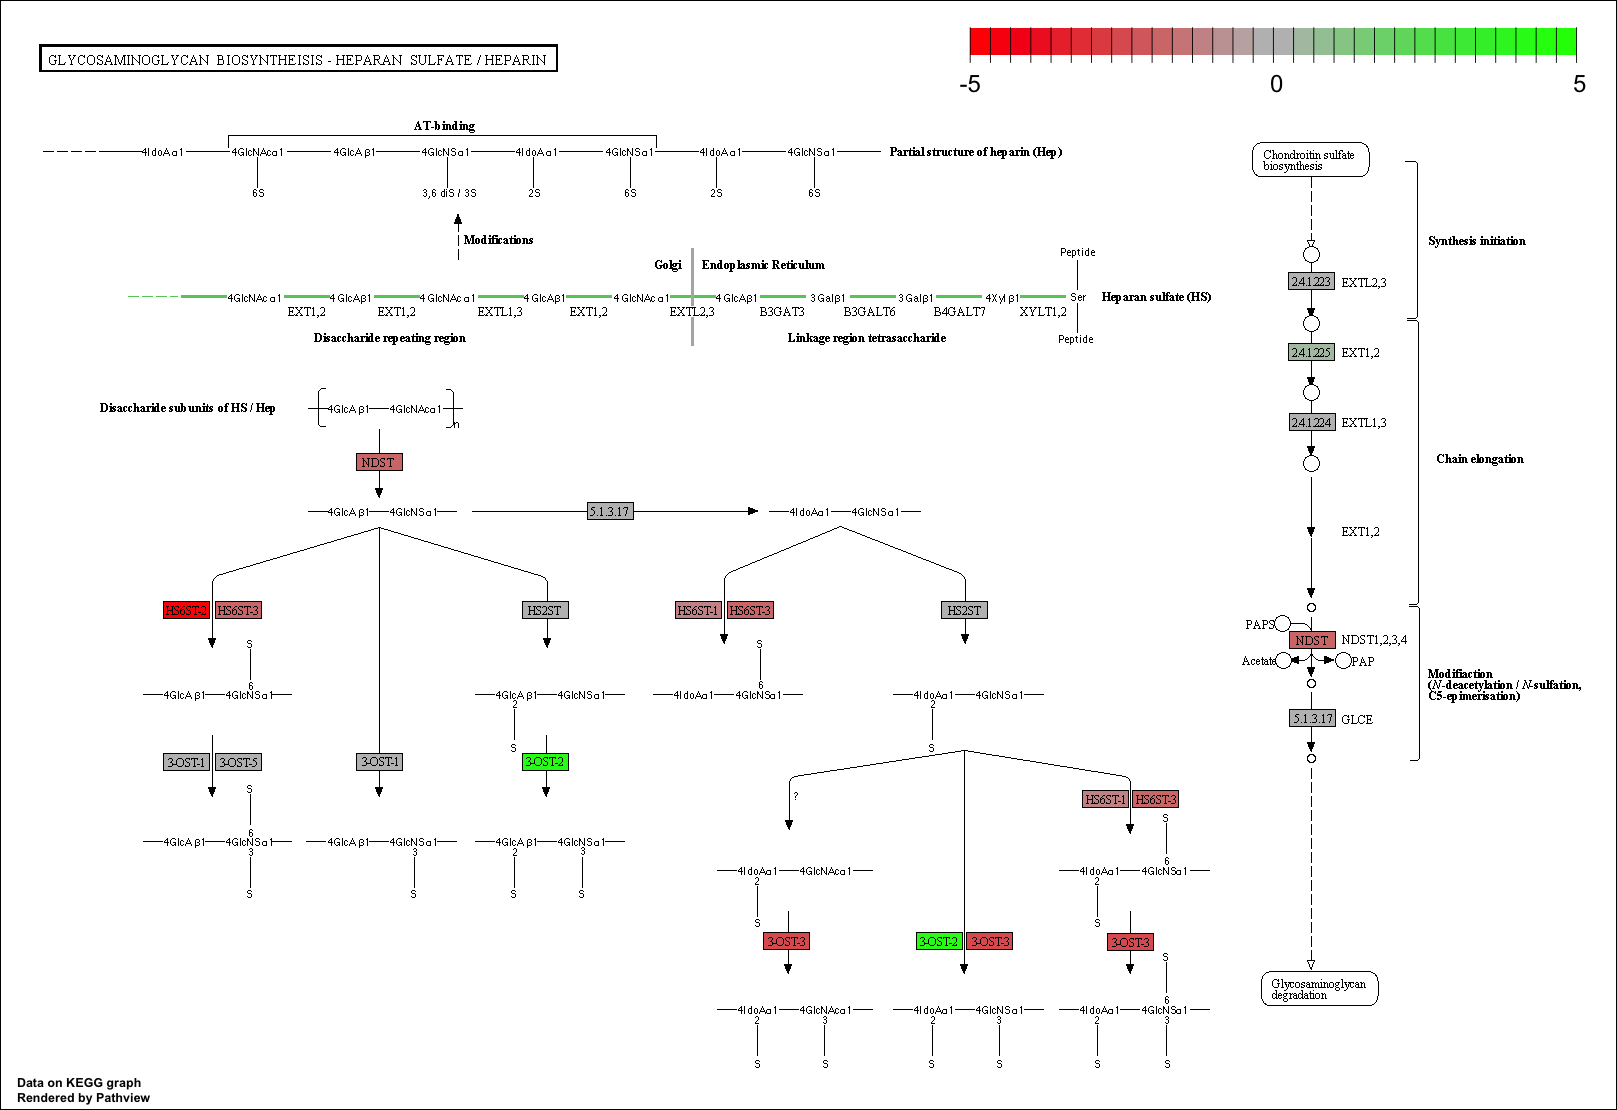 GLYCOSAMINOGLYCAN BIOSYNTHEISIS - HEPARAN SULFATE / HEPARIN
-5 0 5
AT-binding
4IdoAα1 4GlcNAcα1 4GlcAβ1 4GlcNSα1 4IdoAα1 4GlcNSα1 4IdoAα1 4GlcNSα1 Partial structure of heparin (Hep)
6S 3,6 diS / 3S 2S 6S 2S 6S
Modifications
Golgi Endoplasmic Reticulum Peptide
4GlcNAcα1 4GlcAβ1 4GlcNAcα1 4GlcAβ1 4GlcNAcα1 4GlcAβ1 3Galβ1 3Galβ1 4Xylβ1 Ser Heparan sulfate (HS)
EXT1,2 EXT1,2 EXTL1,3 EXT1,2 EXTL2,3 B3GAT3 B3GALT6 B4GALT7 XYLT1,2
Disaccharide repeating region Linkage region tetrasaccharide Peptide
Disaccharide subunits of HS / Hep 4GlcAβ1 4GlcNAcα1 n
NDST
4GlcAβ1 4GlcNSα1 5.1.3.17 4IdoAα1 4GlcNSα1
HS6ST-2 HS6ST-3 HS2ST HS6ST-1 HS6ST-3 HS2ST
S S
6 6
4GlcAβ1 4GlcNSα1 4GlcAβ1 4GlcNSα1 4IdoAα1 4GlcNSα1 4IdoAα1 4GlcNSα1
2 2
S S
3-OST-1 3-OST-5 3-OST-1 3-OST-2
S
? HS6ST-1 HS6ST-3
S
6
4GlcAβ1 4GlcNSα1 4GlcAβ1 4GlcNSα1 4GlcAβ1 4GlcNSα1
3 3 2 3
S S S S
6
4IdoAα1 4GlcNAcα1 4IdoAα1 4GlcNSα1
2 2
S S
3-OST-3 3-OST-2 3-OST-3 3-OST-3
S
6
4IdoAα1 4GlcNAcα1 4IdoAα1 4GlcNSα1 4IdoAα1 4GlcNSα1
2 3 2 3 2 3
S S S S S S
Chondroitin sulfate
biosynthesis
Synthesis initiation
2.4.1.223 EXTL2,3
2.4.1.225 EXT1,2
2.4.1.224 EXTL1,3
Chain elongation
EXT1,2
PAPS
NDST NDST1,2,3,4
Acetate PAP
Modifiaction
(N-deacetylation / N-sulfation,
C5-epimerisation)
5.1.3.17 GLCE
Glycosaminoglycan
degradation
Data on KEGG graph
Rendered by Pathview